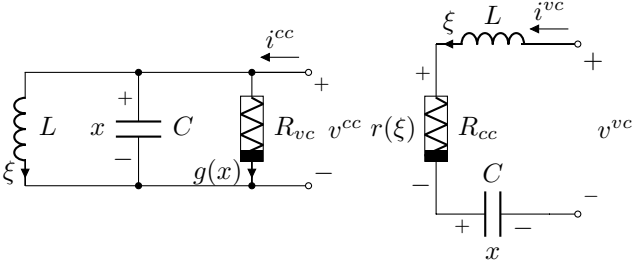 i^{cc}
+
L
x
C
R_{vc}
v^{cc}
ξ
−
g(x)
−
+
ξ
L
i^{vc}
+
+
r(ξ)
R_{cc}
v^{vc}
−
C
−
+
−
x